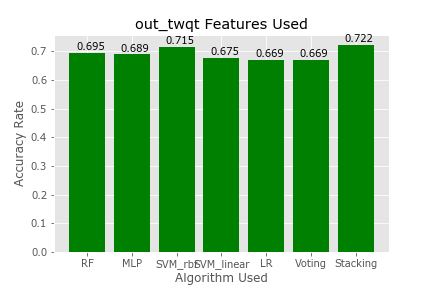 out_twqt Features Used
0.695 0.689 0.715 0.675 0.669 0.669 0.722
0.7
0.6
0.5
0.4
0.3
0.2
0.1
0.0
Accuracy Rate
RF MLP SVM_rbf SVM_linear LR Voting Stacking
Algorithm Used